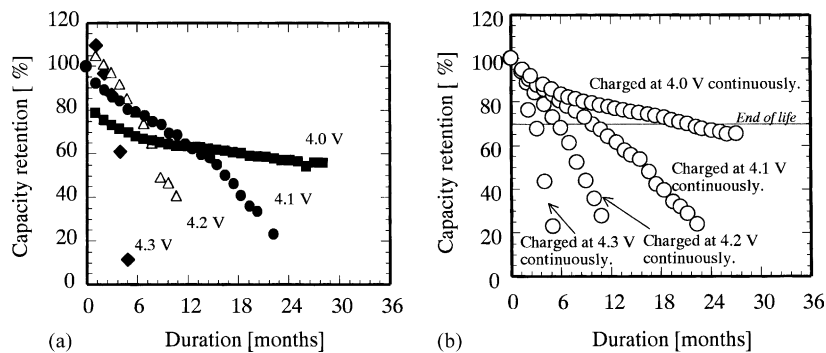 120
100
80
60
40
20
0
Capacity retention [ %]
4.0 V
4.1 V
4.2 V
4.3 V
0 6 12 18 24 30 36
(a) Duration [months]
120
100
80
60
40
20
0
Capacity retention [ %]
Charged at 4.0 V continuously.
End of life
Charged at 4.1 V
continuously.
Charged at 4.3 V
continuously.
Charged at 4.2 V
continuously.
0 6 12 18 24 30 36
(b) Duration [months]